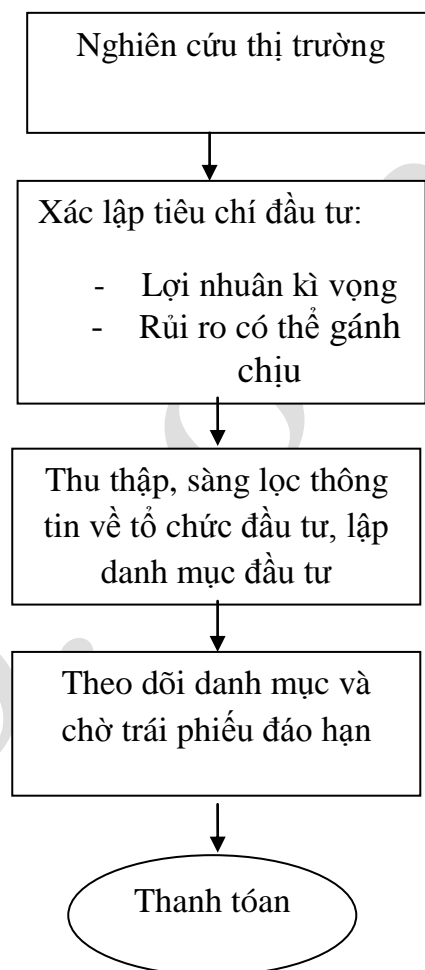 Nghiên cứu thị trường
Xác lập tiêu chí đầu tư:
- Lợi nhuân kì vọng
- Rủi ro có thể gánh
chịu
Thu thập, sàng lọc thông
tin về tổ chức đầu tư, lập
danh mục đầu tư
Theo dõi danh mục và
chờ trái phiếu đáo hạn
Thanh tóan